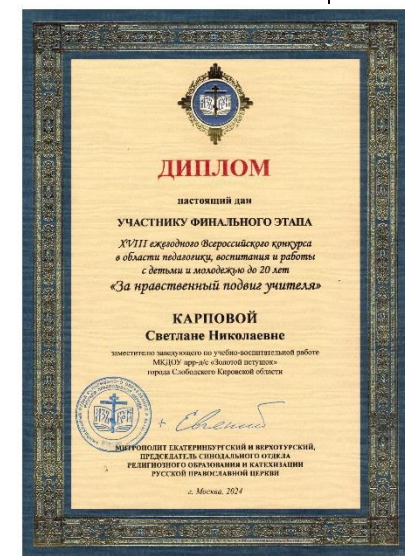 ДИПЛОМ
настоящий дан
УЧАСТНИКУ ФИНАЛЬНОГО ЭТАПА
XVIII ежегодного Всероссийского конкурса
в области педагогики, воспитания и работы
с детьми и молодежью до 20 лет
«За нравственный подвиг учителя»
КАРПОВОЙ
Светлане Николаевне
заместителю заведующего по учебно-воспитательной работе
МКДОУ црр-д/с «Золотой петушок»
города Слободского Кировской области
+ Евгений
МИТРОПОЛИТ ЕКАТЕРИНБУРГСКИЙ И ВЕРХОТУРСКИЙ,
ПРЕДСЕДАТЕЛЬ СИНОДАЛЬНОГО ОТДЕЛА
РЕЛИГИОЗНОГО ОБРАЗОВАНИЯ И КАТЕХИЗАЦИИ
РУССКОЙ ПРАВОСЛАВНОЙ ЦЕРКВИ
г. Москва, 2024